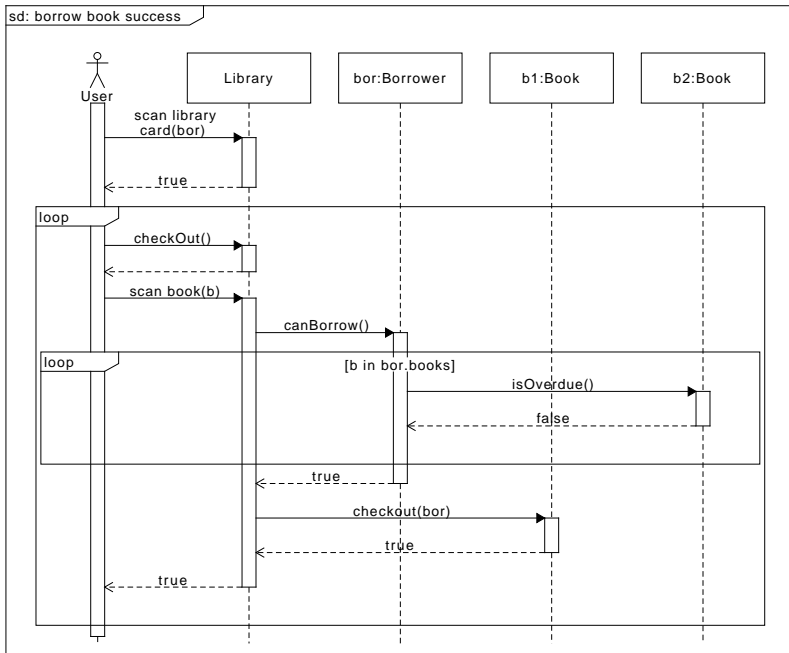 sd: borrow book success
Library
bor:Borrower
b1:Book
b2:Book
User
scan library
card(bor)
true
loop
checkOut()
scan book(b)
canBorrow()
loop
[b in bor.books]
isOverdue()
false
true
checkout(bor)
true
true